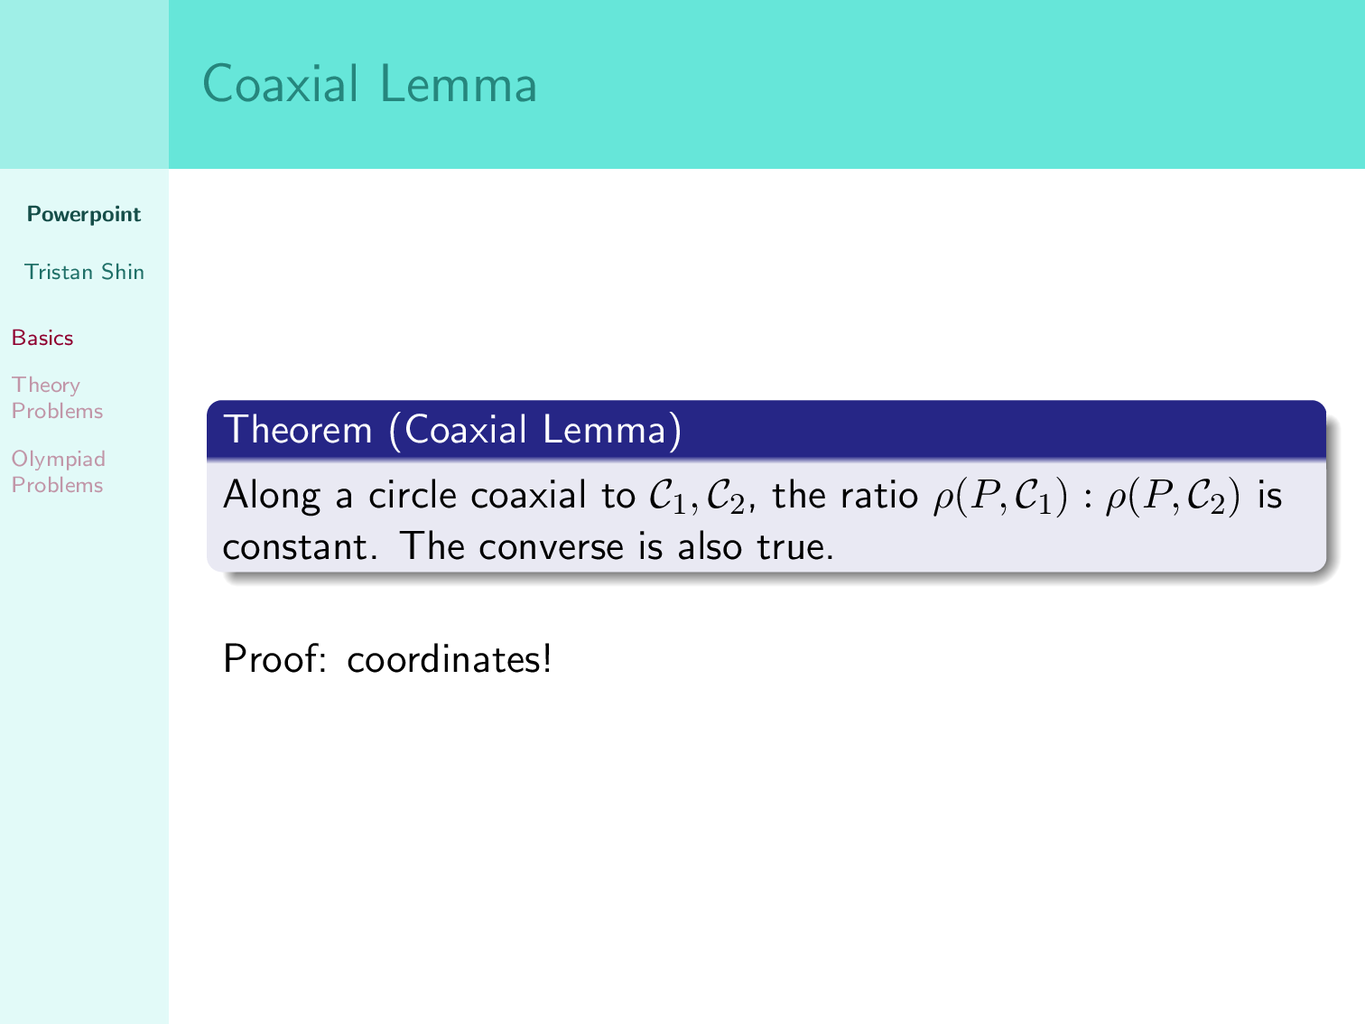 Coaxial Lemma
Powerpoint
Tristan Shin
Basics
Theory
Problems
Olympiad
Problems
Theorem (Coaxial Lemma)
Along a circle coaxial to 𝒞₁, 𝒞₂, the ratio ρ(P, 𝒞₁) : ρ(P, 𝒞₂) is
constant. The converse is also true.
Proof: coordinates!